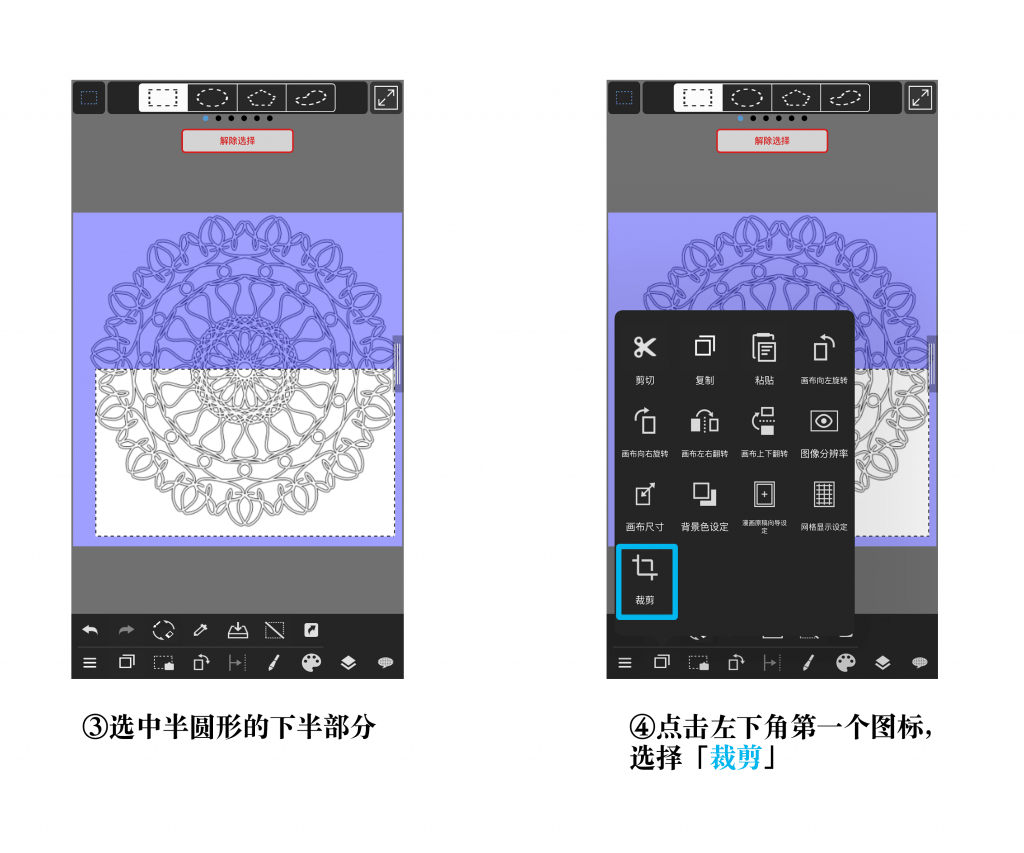 解除选择
③选中半圆形的下半部分
解除选择
剪切
复制
粘贴
画布向左旋转
画布向右旋转
画布左右翻转
画布上下翻转
图像分辨率
画布尺寸
背景色设定
漫画原稿向导设
定
网格显示设定
裁剪
④点击左下角第一个图标,
选择「裁剪」